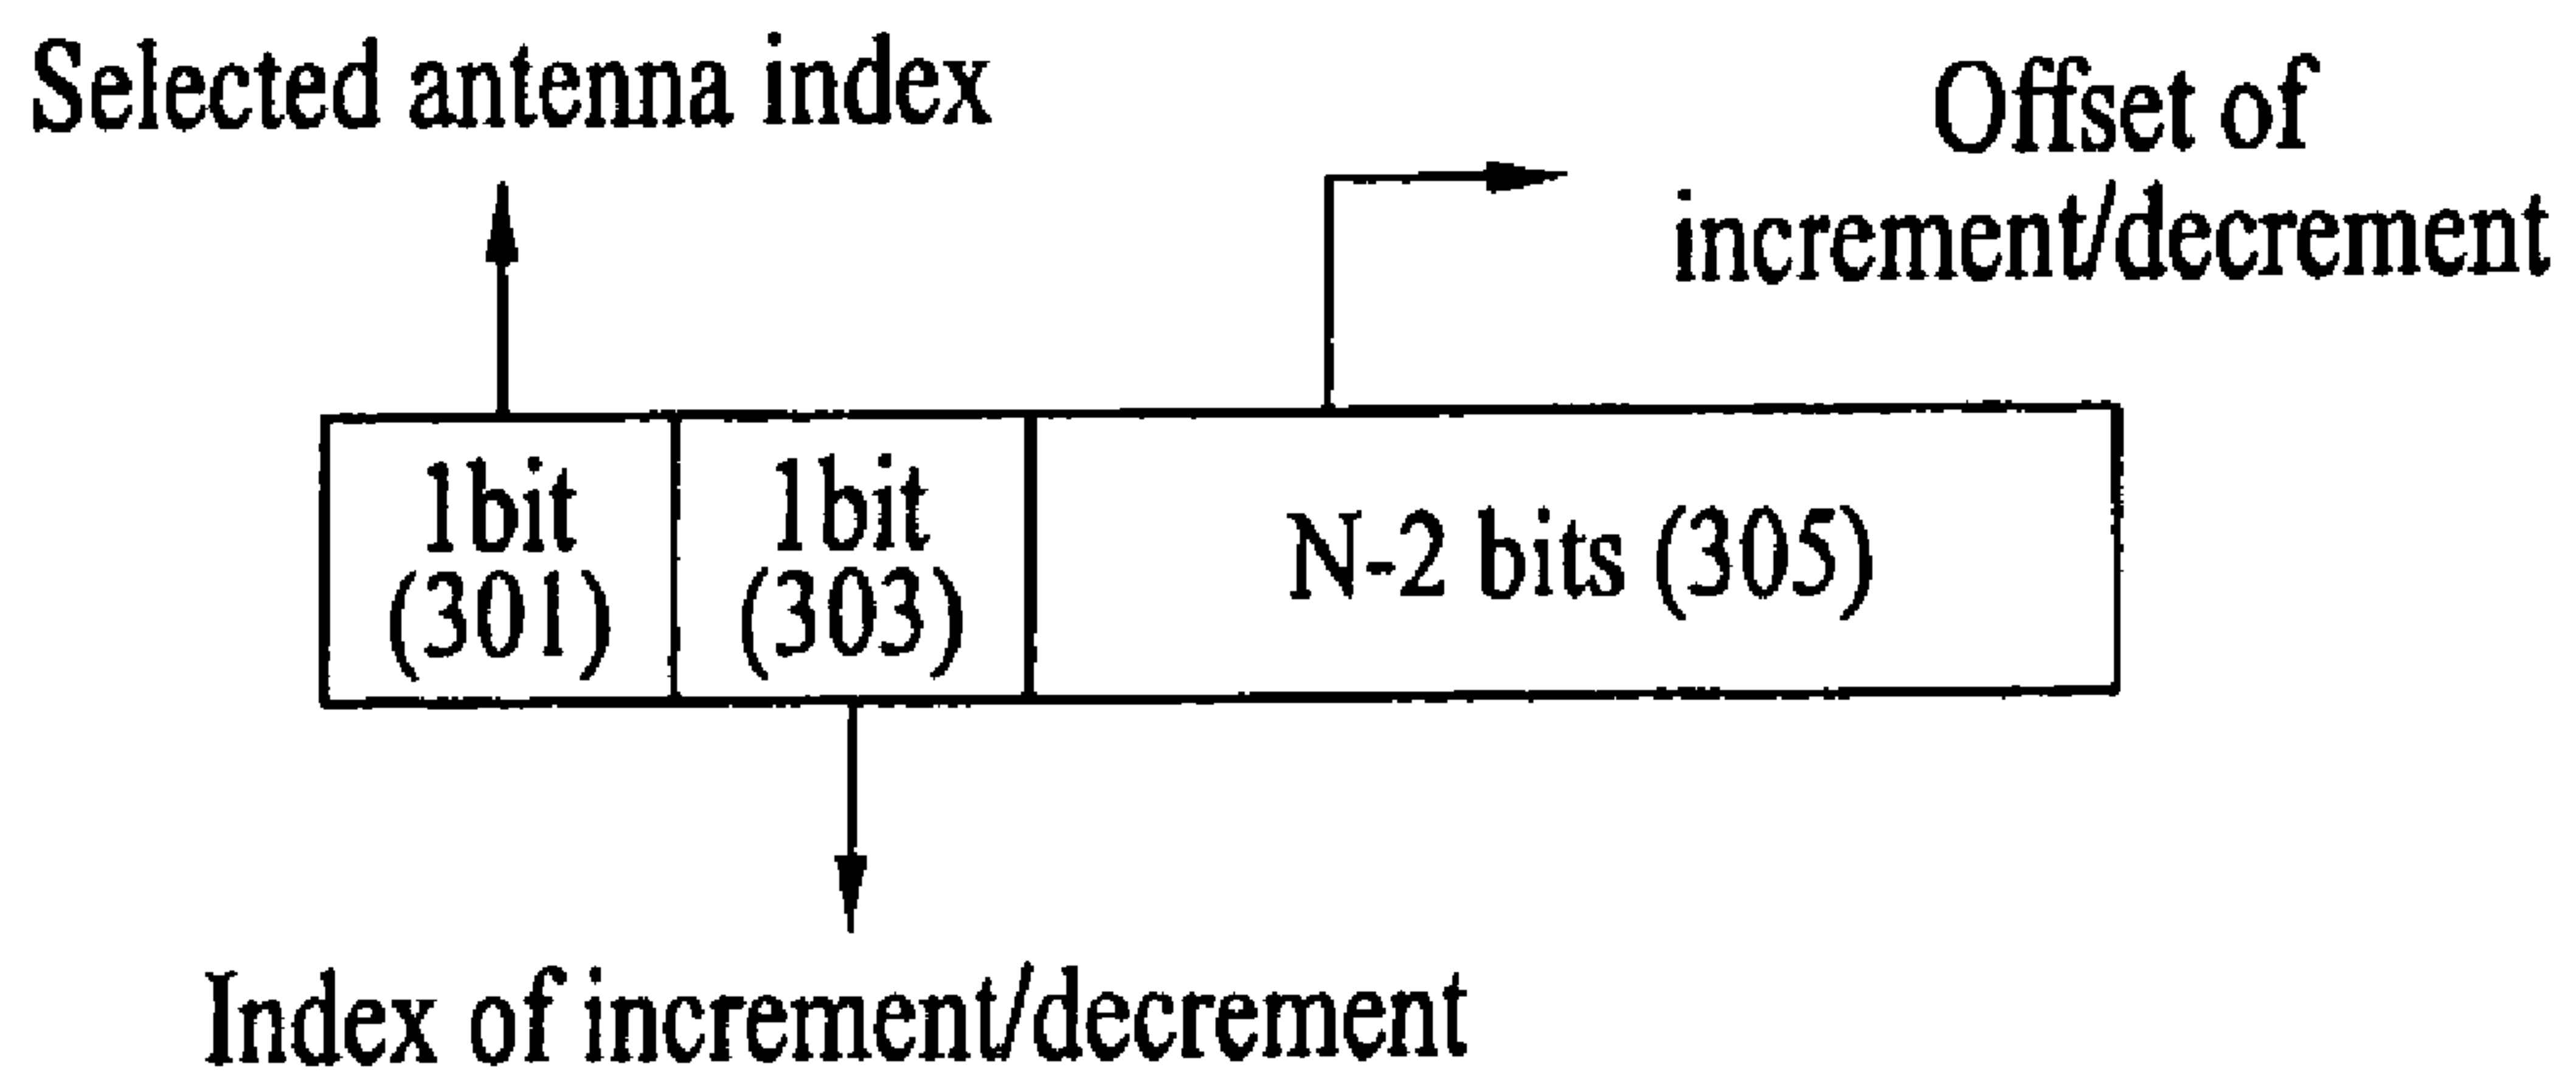 Selected antenna index
Offset of
increment/decrement
1bit
(301)
1bit
(303)
N-2 bits (305)
Index of increment/decrement